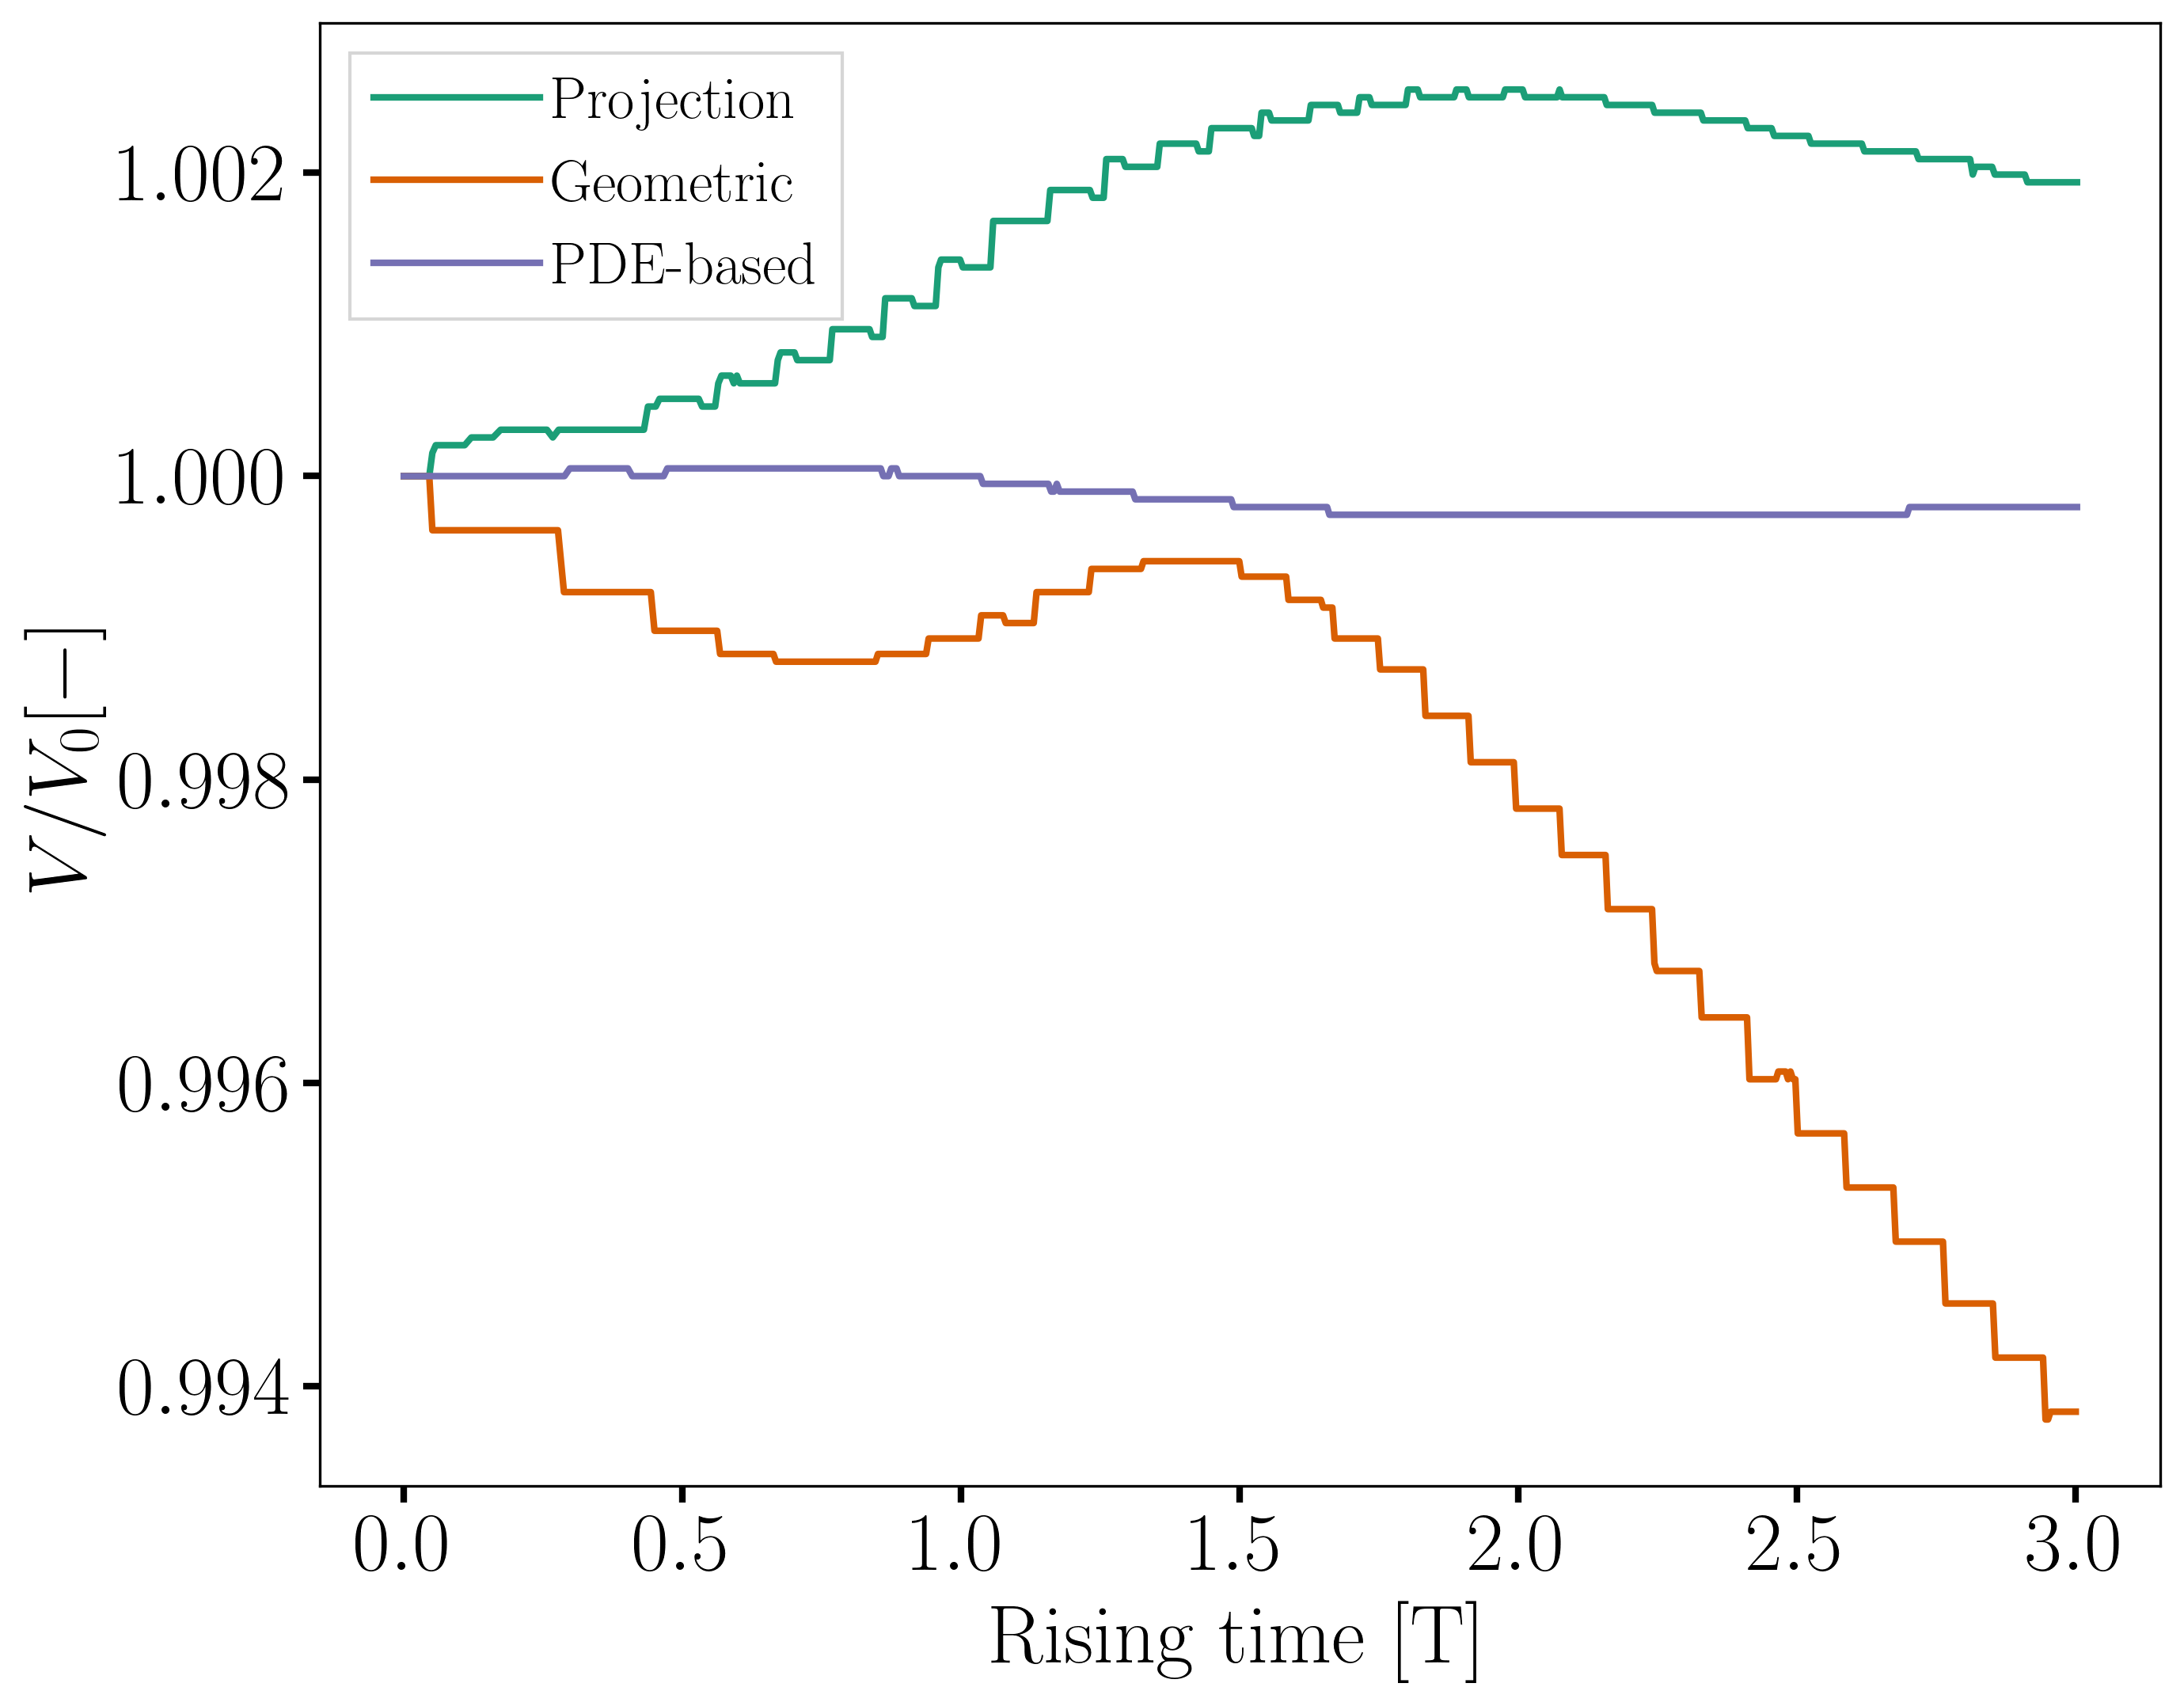 Projection
Geometric
PDE-based
1.002
1.000
0.998
0.996
0.994
V/V₀[−]
0.0 0.5 1.0 1.5 2.0 2.5 3.0
Rising time [T]